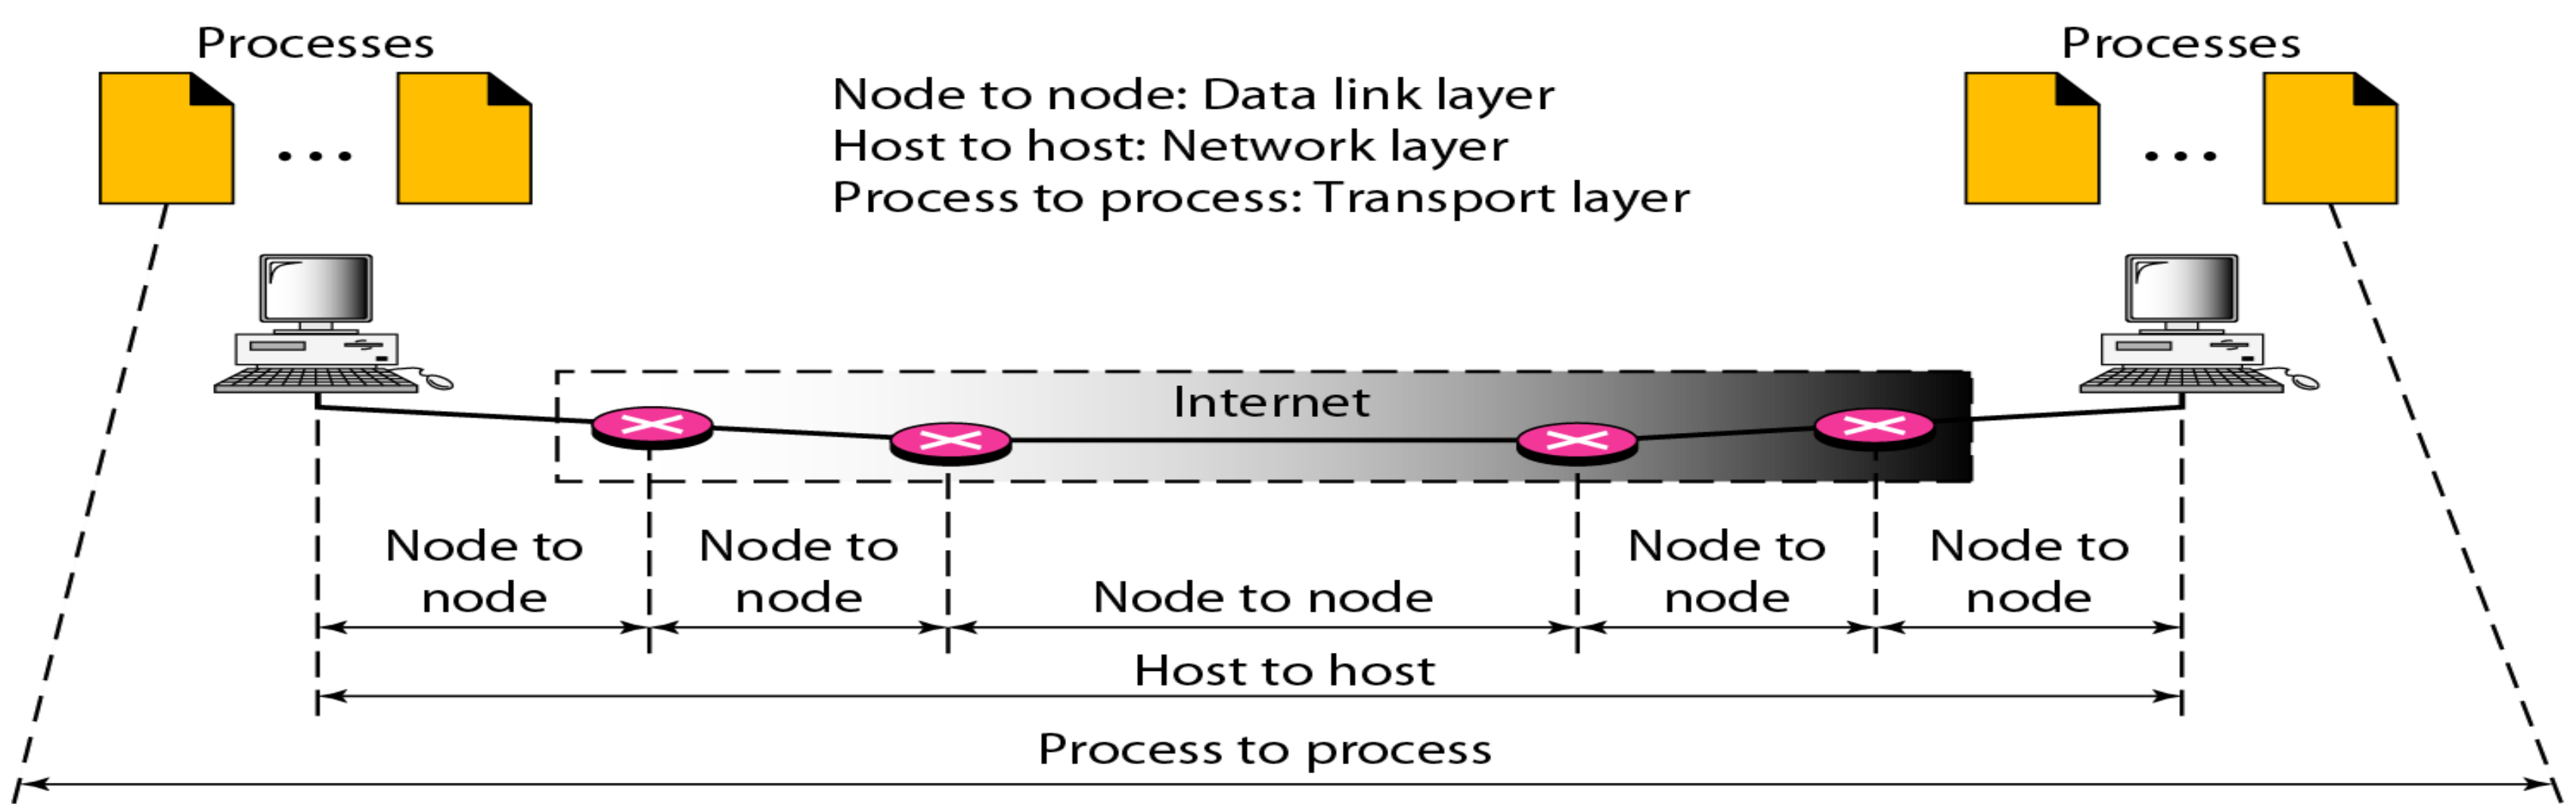 Processes
Processes
Node to node: Data link layer
Host to host: Network layer
Process to process: Transport layer
Internet
Node to
node
Node to
node
Node to node
Node to
node
Node to
node
Host to host
Process to process